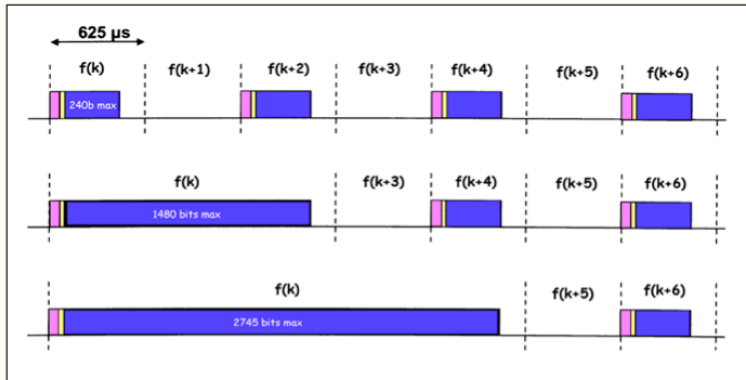 625 µs
f(k) f(k+1) f(k+2) f(k+3) f(k+4) f(k+5) f(k+6)
240b max
f(k) f(k+3) f(k+4) f(k+5) f(k+6)
1480 bits max
f(k) f(k+5) f(k+6)
2745 bits max